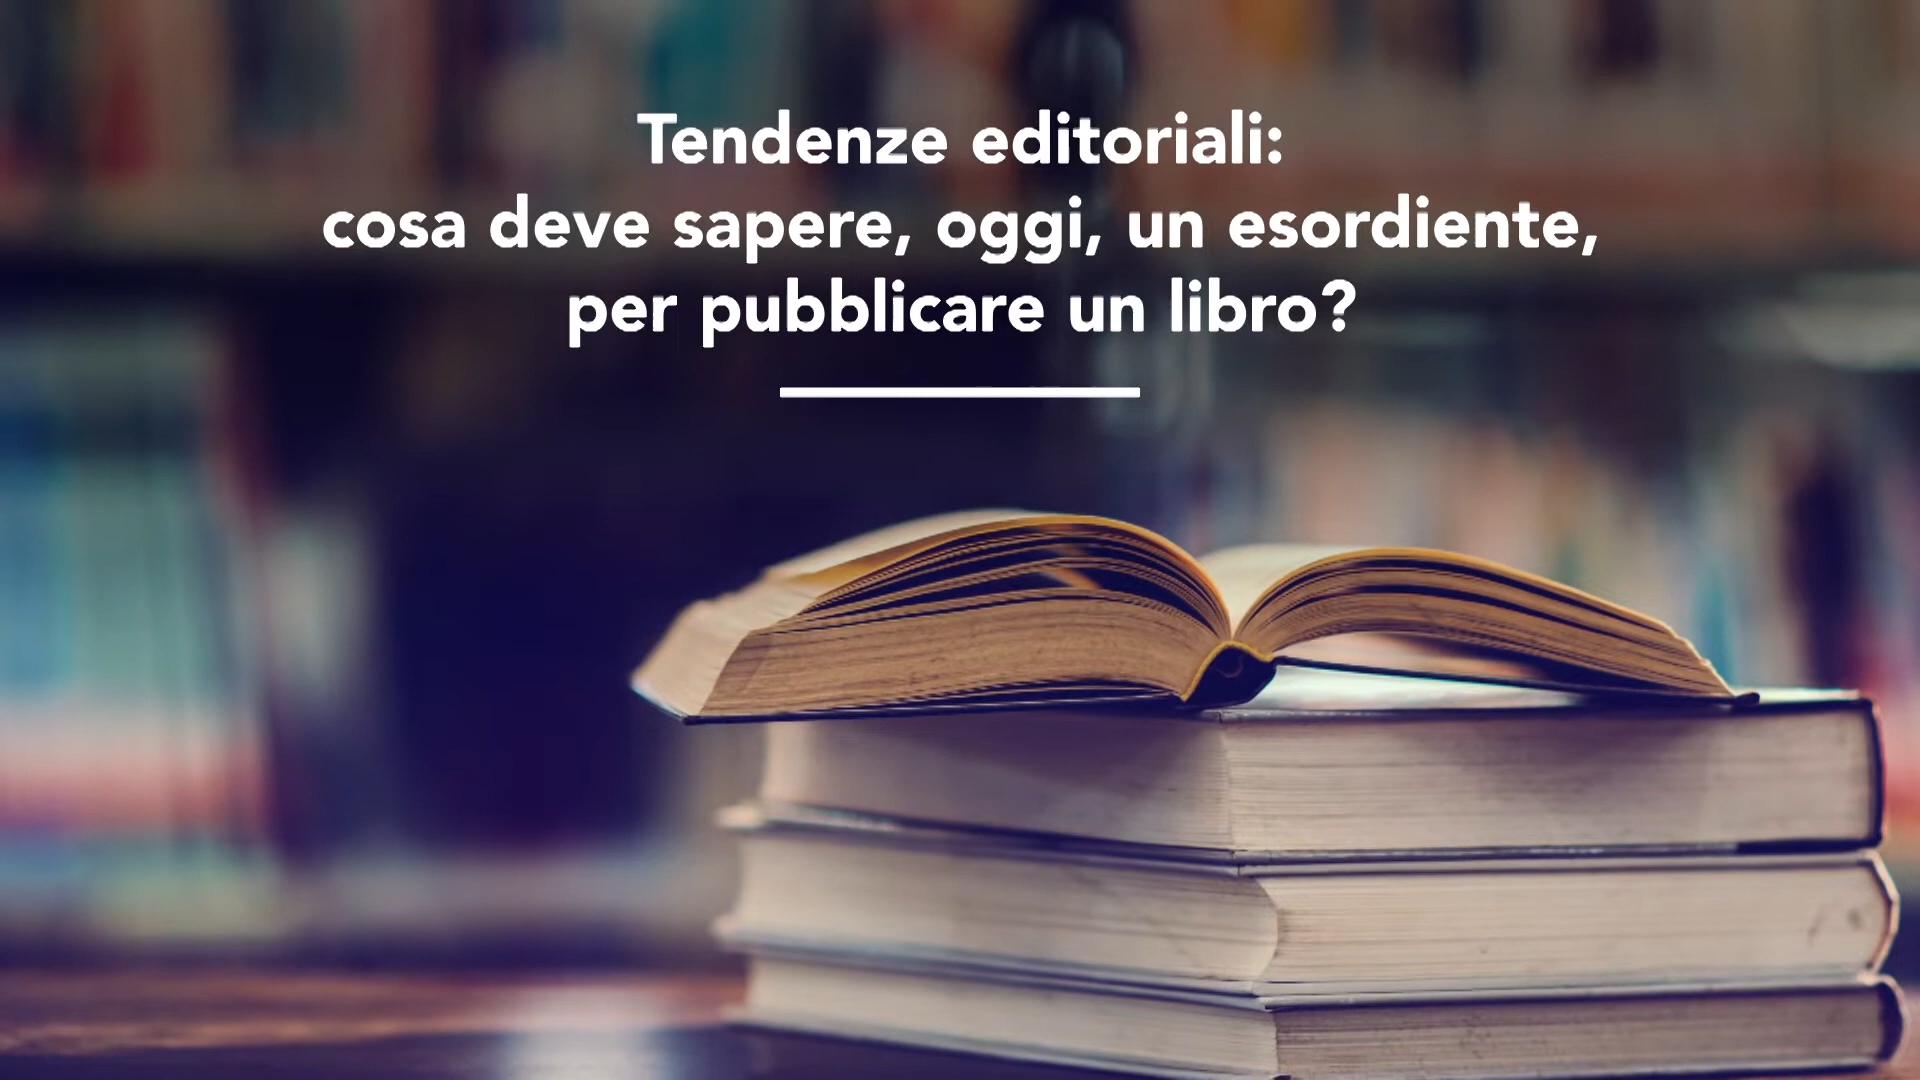 Tendenze editoriali:
cosa deve sapere, oggi, un esordiente,
per pubblicare un libro?